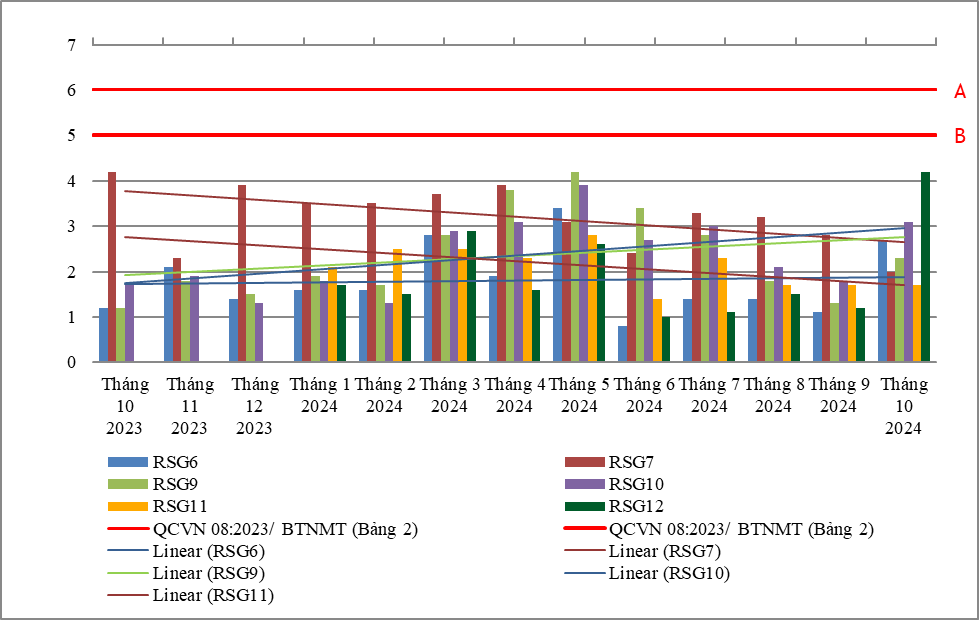 7
6
A
5
B
4
3
2
1
0
Tháng 10 2023
Tháng 11 2023
Tháng 12 2023
Tháng 1 2024
Tháng 2 2024
Tháng 3 2024
Tháng 4 2024
Tháng 5 2024
Tháng 6 2024
Tháng 7 2024
Tháng 8 2024
Tháng 9 2024
Tháng 10 2024
RSG6
RSG7
RSG9
RSG10
RSG11
RSG12
QCVN 08:2023/ BTNMT (Bảng 2)
QCVN 08:2023/ BTNMT (Bảng 2)
Linear (RSG6)
Linear (RSG7)
Linear (RSG9)
Linear (RSG10)
Linear (RSG11)